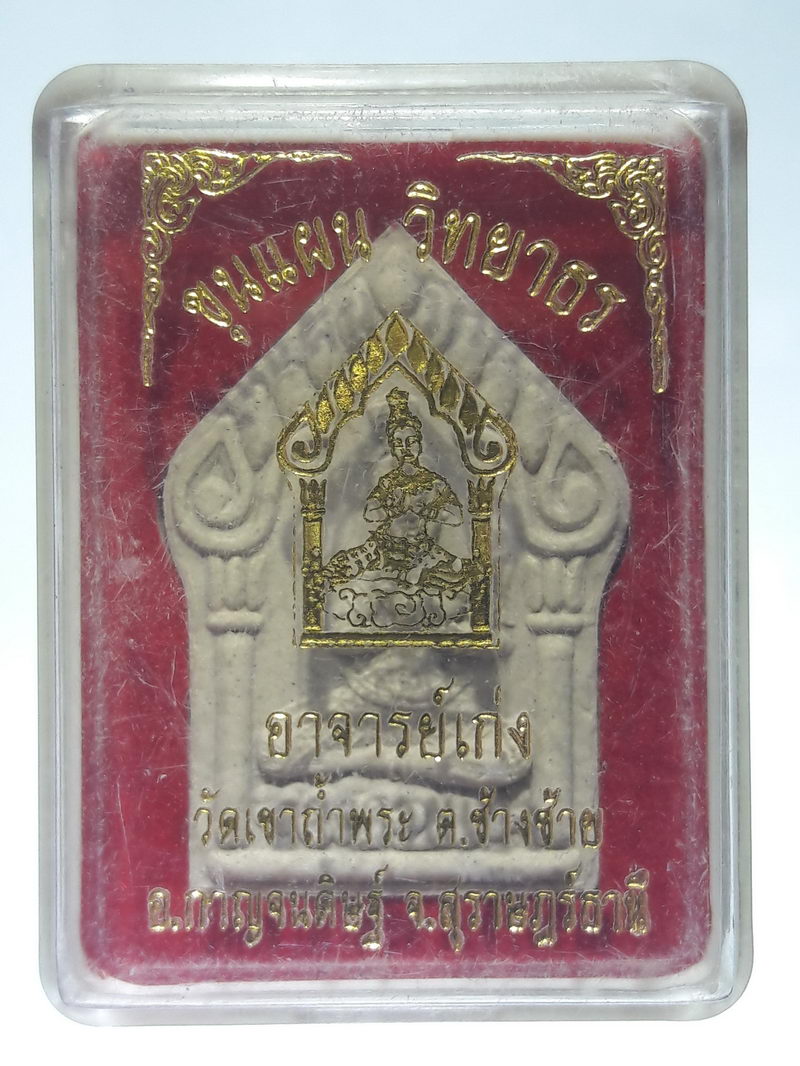 ขุนแผน วิทยาธร
อาจารย์เก่ง
วัดเขาถ้ำพระ ต.ช้างซ้าย
อ.กาญจนดิษฐ์ จ.สุราษฎร์ธานี